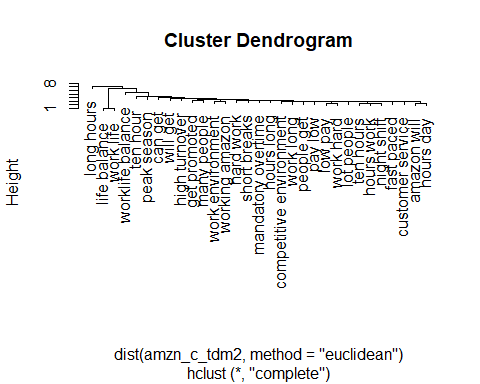 Cluster Dendrogram
Height
8
1
long hours
life balance
work life
worklife balance
ten hour
peak season
can get
will get
high turnover
get promoted
many people
work environment
working amazon
hard work
short breaks
mandatory overtime
hours long
competitive environment
work long
people get
pay low
low pay
work hard
lot people
ten hours
hours work
night shift
fast paced
customer service
amazon will
hours day
dist(amzn_c_tdm2, method = "euclidean")
hclust (*, "complete")